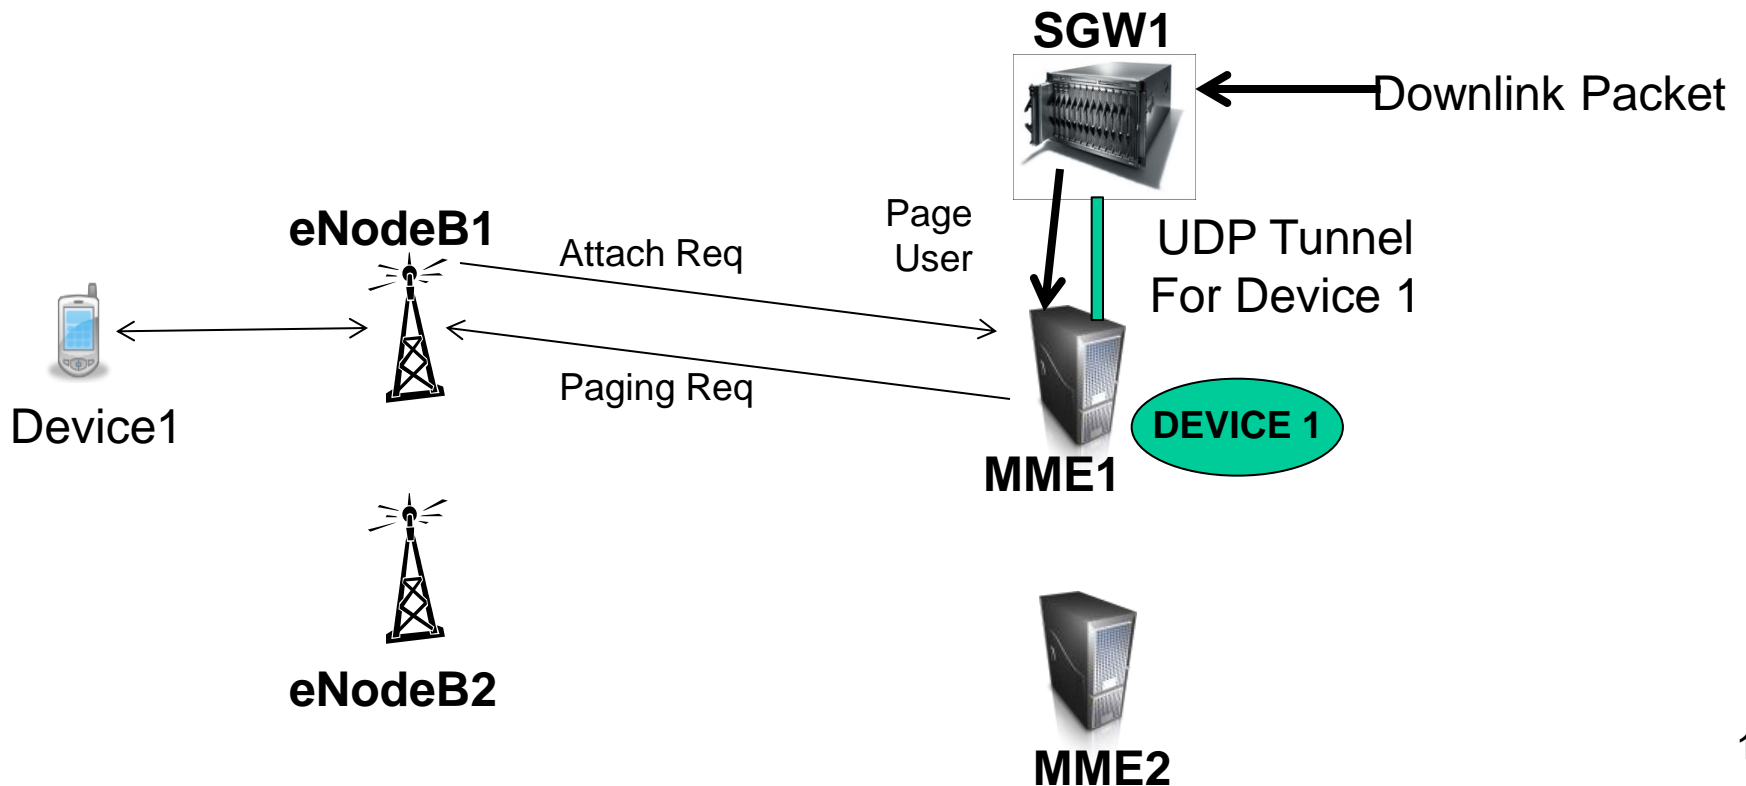 SGW1
Downlink Packet
Page
User
UDP Tunnel
For Device 1
eNodeB1
Attach Req
Paging Req
Device1
DEVICE 1
MME1
eNodeB2
MME2